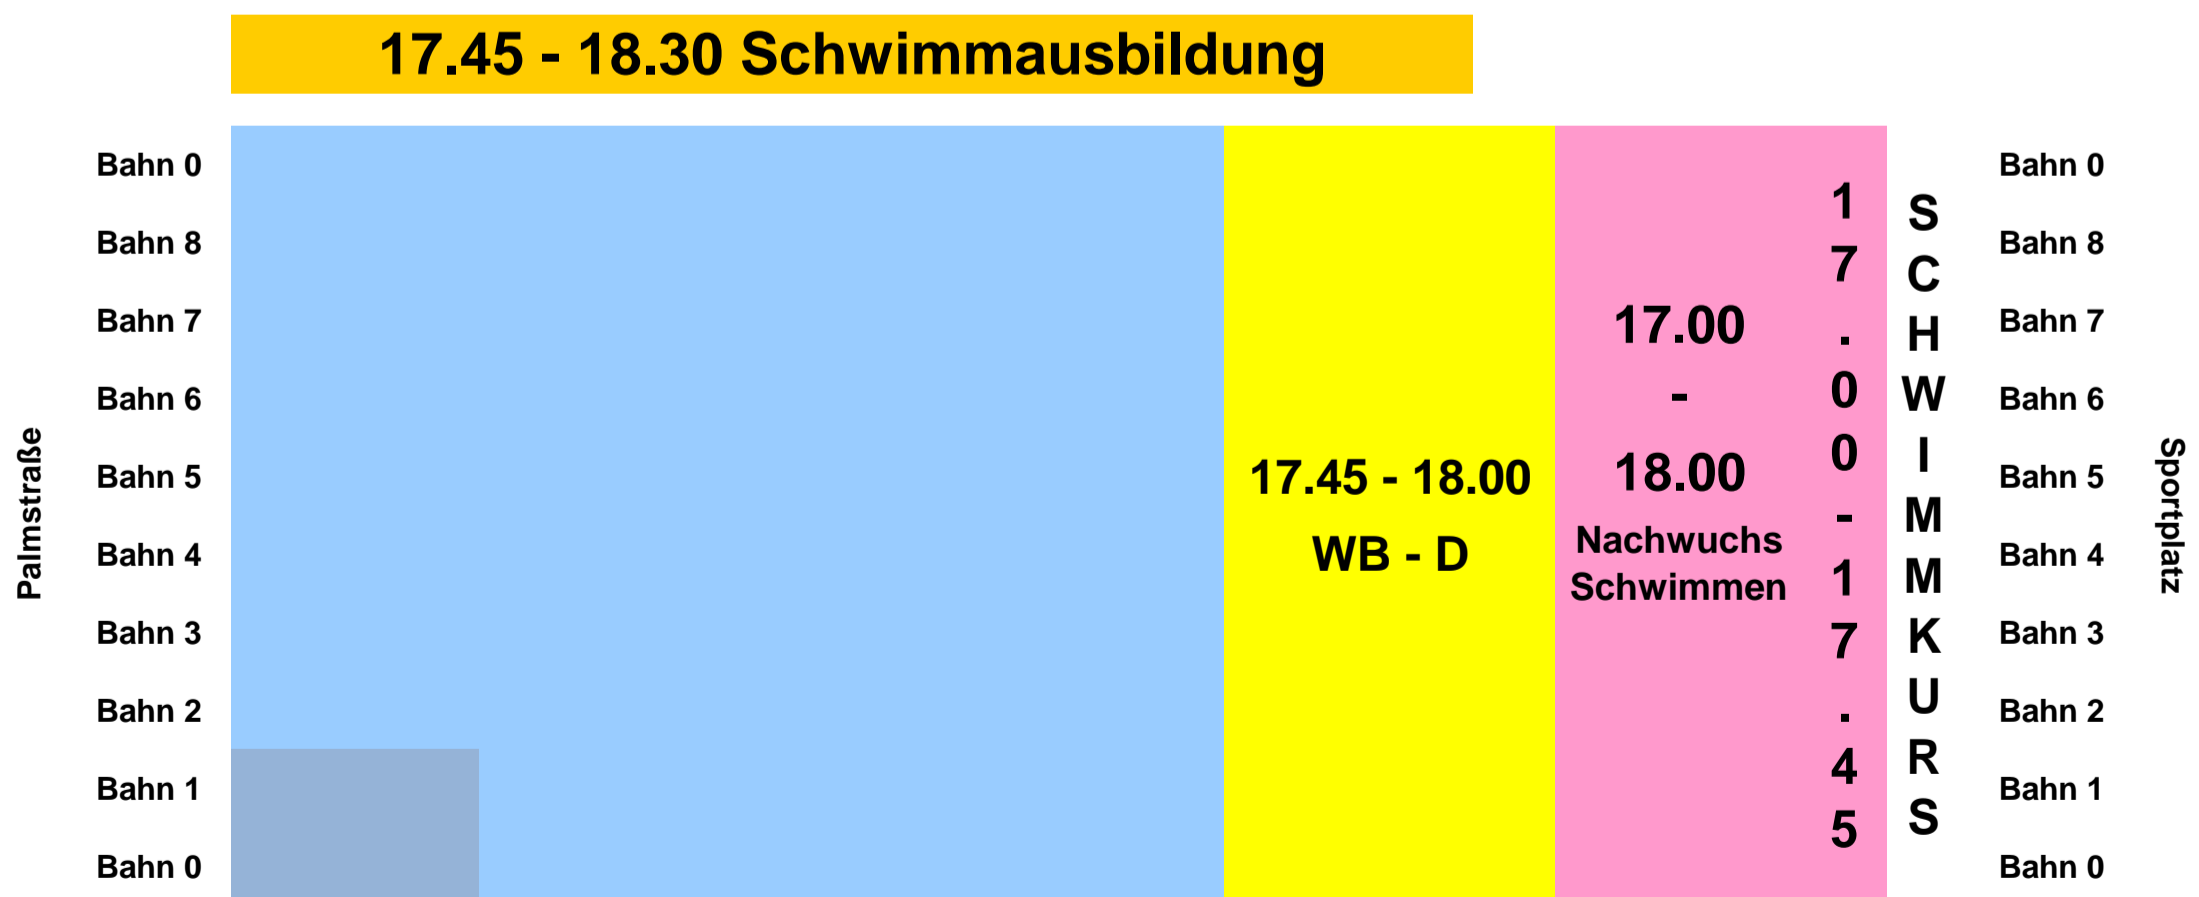 17.45 - 18.30 Schwimmausbildung
Palmstraße
Bahn 0
Bahn 8
Bahn 7
Bahn 6
Bahn 5
Bahn 4
Bahn 3
Bahn 2
Bahn 1
Bahn 0
17.45 - 18.00
WB - D
17.00
-
18.00
Nachwuchs
Schwimmen
17.00-17.45
SCHWIMMKURS
Bahn 0
Bahn 8
Bahn 7
Bahn 6
Bahn 5
Bahn 4
Bahn 3
Bahn 2
Bahn 1
Bahn 0
Sportplatz